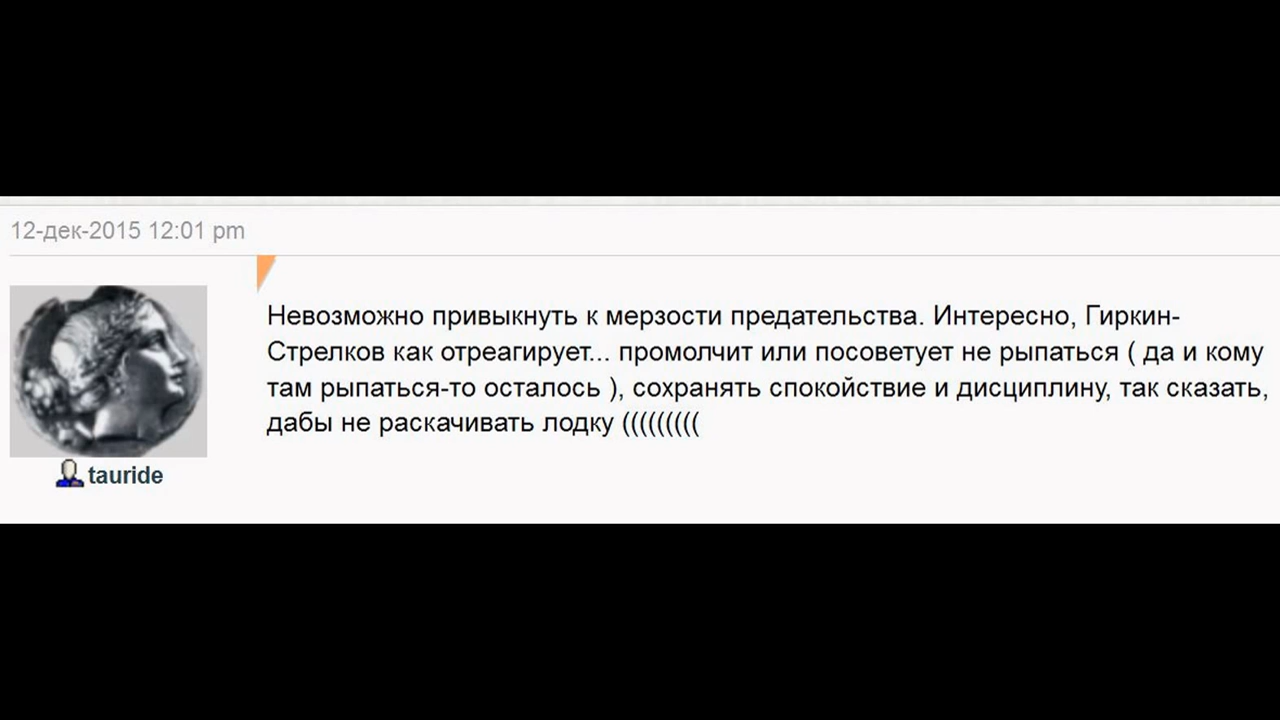 12-дек-2015 12:01 pm
Невозможно привыкнуть к мерзости предательства. Интересно, Гиркин-
Стрелков как отреагирует... промолчит или посоветует не рыпаться ( да и кому
там рыпаться-то осталось ), сохранять спокойствие и дисциплину, так сказать,
дабы не раскачивать лодку (((((((((
tauride